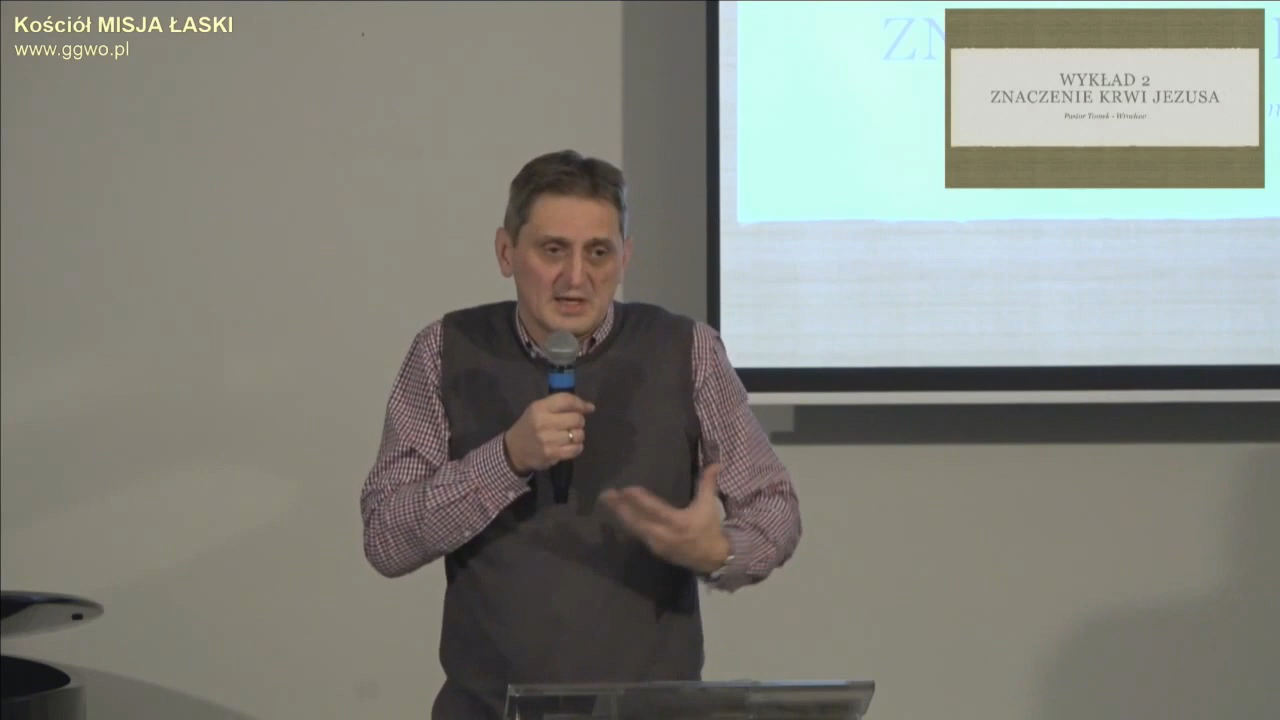 Kościół MISJA ŁASKI
www.ggwo.pl
WYKŁAD 2
ZNACZENIE KRWI JEZUSA
Pastor Tomek - Wrocław